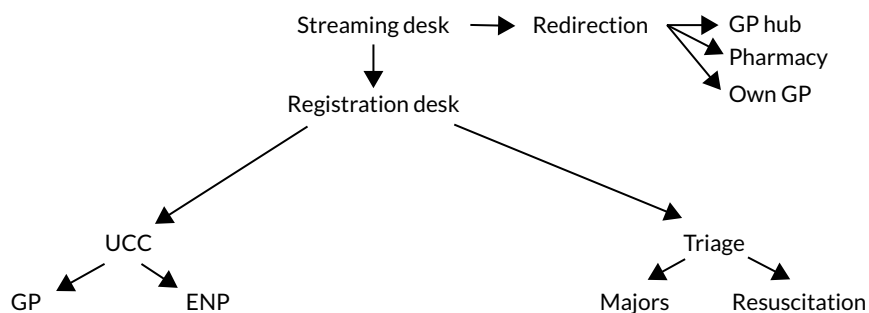 Streaming desk
Redirection
GP hub
Pharmacy
Own GP
Registration desk
UCC
Triage
GP
ENP
Majors
Resuscitation